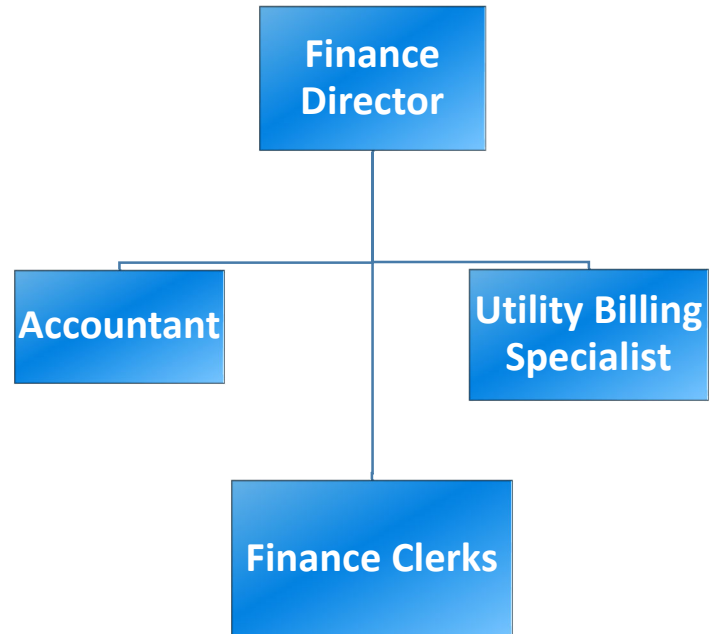 Finance
Director
Accountant
Utility Billing
Specialist
Finance Clerks